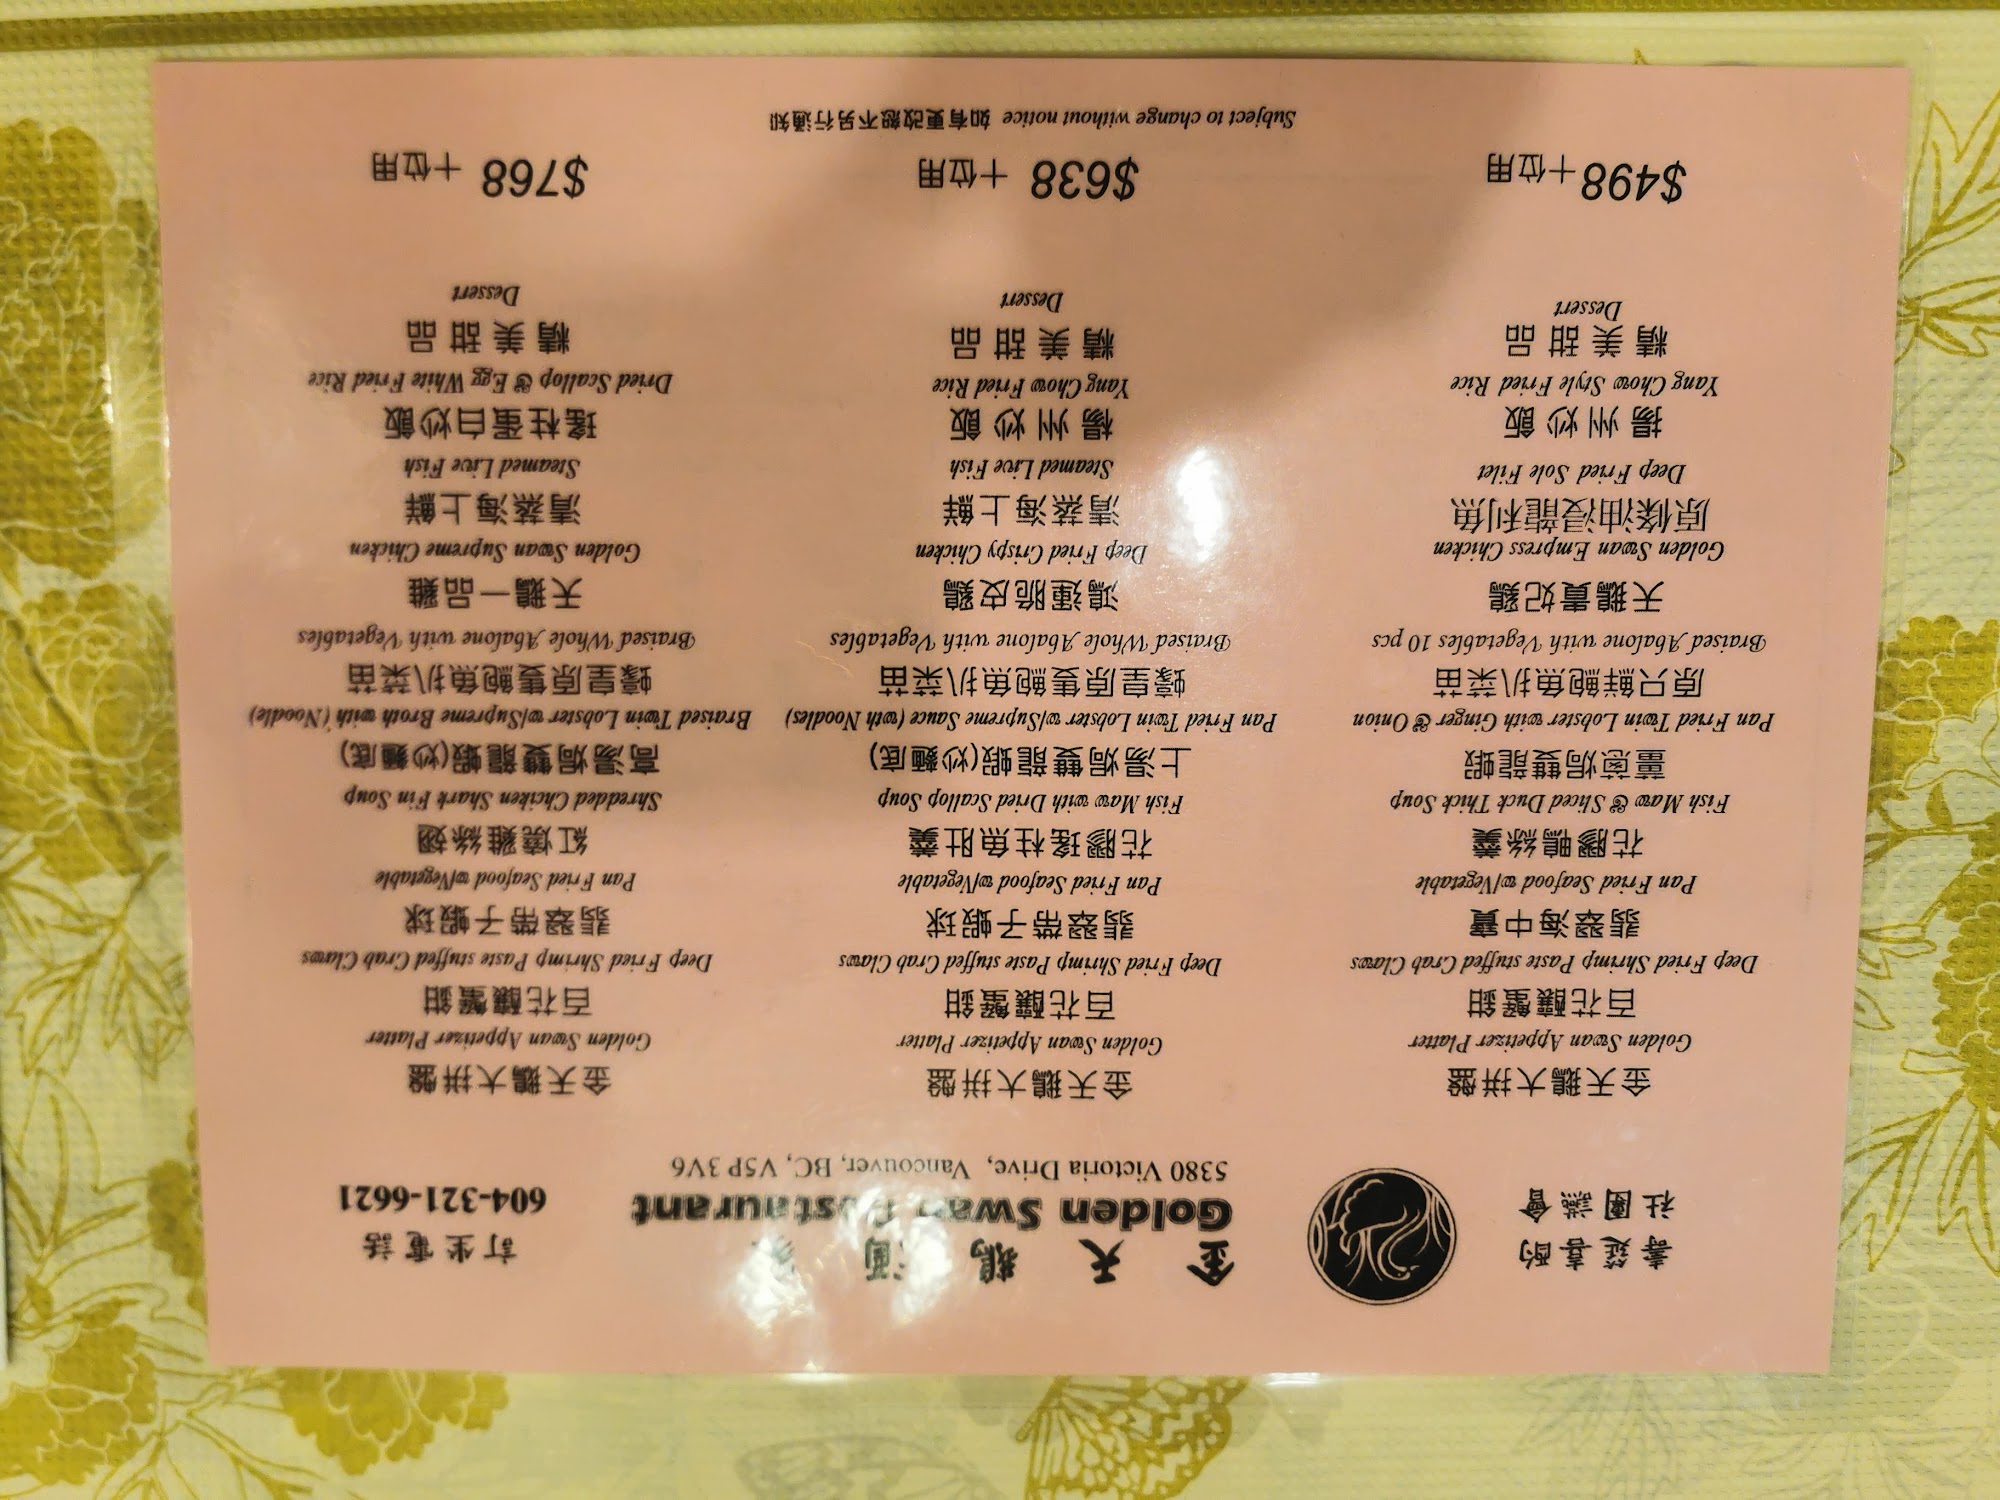 壽筵喜酌
社團讌會
金天鵝酒
Golden Swan Restaurant
5380 Victoria Drive, Vancouver, BC, V5P 3V6
訂坐電話
604-321-6621
金天鵝大拼盤
Golden Swan Appetizer Platter
百花釀蟹鉗
Deep Fried Shrimp Paste stuffed Crab Claws
翡翠海中寶
Pan Fried Seafood w/Vegetable
花膠鴨絲羹
Fish Maw & Sliced Duck Thick Soup
薑蔥焗雙龍蝦
Pan Fried Twin Lobster with Ginger & Onion
原只鮮鮑魚扒菜苗
Braised Abalone with Vegetables 10 pcs
天鵝貴妃鷄
Golden Swan Empress Chicken
原條油浸龍利魚
Deep Fried Sole Filet
揚州炒飯
Yang Chow Style Fried Rice
精美甜品
Dessert
$498 十位用
金天鵝大拼盤
Golden Swan Appetizer Platter
百花釀蟹鉗
Deep Fried Shrimp Paste stuffed Crab Claws
翡翠帶子蝦球
Pan Fried Seafood w/Vegetable
花膠瑤柱魚肚羹
Fish Maw with Dried Scallop Soup
上湯焗雙龍蝦(炒麵底)
Pan Fried Twin Lobster w/Supreme Sauce (wth Noodles)
蠔皇原隻鮑魚扒菜苗
Braised Whole Abalone with Vegetables
鴻運脆皮鷄
Deep Fried Crispy Chicken
清蒸海上鮮
Steamed Live Fish
楊州炒飯
Yang Chow Fried Rice
精美甜品
Dessert
$638 十位用
金天鵝大拼盤
Golden Swan Appetizer Platter
百花釀蟹鉗
Deep Fried Shrimp Paste stuffed Crab Claws
翡翠帶子蝦球
Pan Fried Seafood w/Vegetable
紅燒雞絲翅
Shredded Chciken Shark Fin Soup
高湯焗雙龍蝦(炒麵底)
Braised Twin Lobster w/Supreme Broth wth (Noodle)
蠔皇原隻鮑魚扒菜苗
Braised Whole Abalone with Vegetables
天鵝一品雞
Golden Swan Supreme Chicken
清蒸海上鮮
Steamed Live Fish
瑤柱蛋白炒飯
Dried Scallop & Egg White Fried Rice
精美甜品
Dessert
$768 十位用
Subject to change without notice 如有更改恕不另行通知